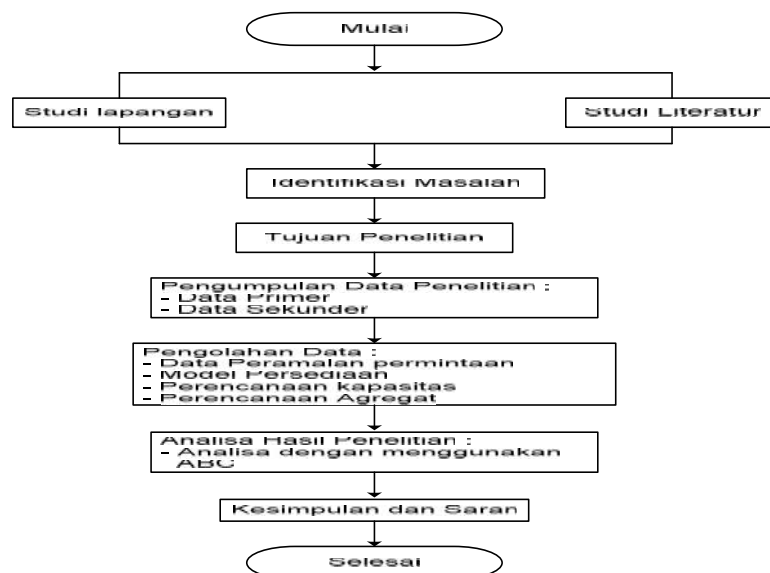 Mulai
Studi lapangan
Studi Literatur
Identifikasi Masalah
Tujuan Penelitian
Pengumpulan Data Penelitian :
- Data Primer
- Data Sekunder
Pengolahan Data :
- Data Peramalan permintaan
- Model Persediaan
- Perencanaan kapasitas
- Perencanaan Agregat
Analisa Hasil Penelitian :
- Analisa dengan menggunakan
ABC
Kesimpulan dan Saran
Selesai